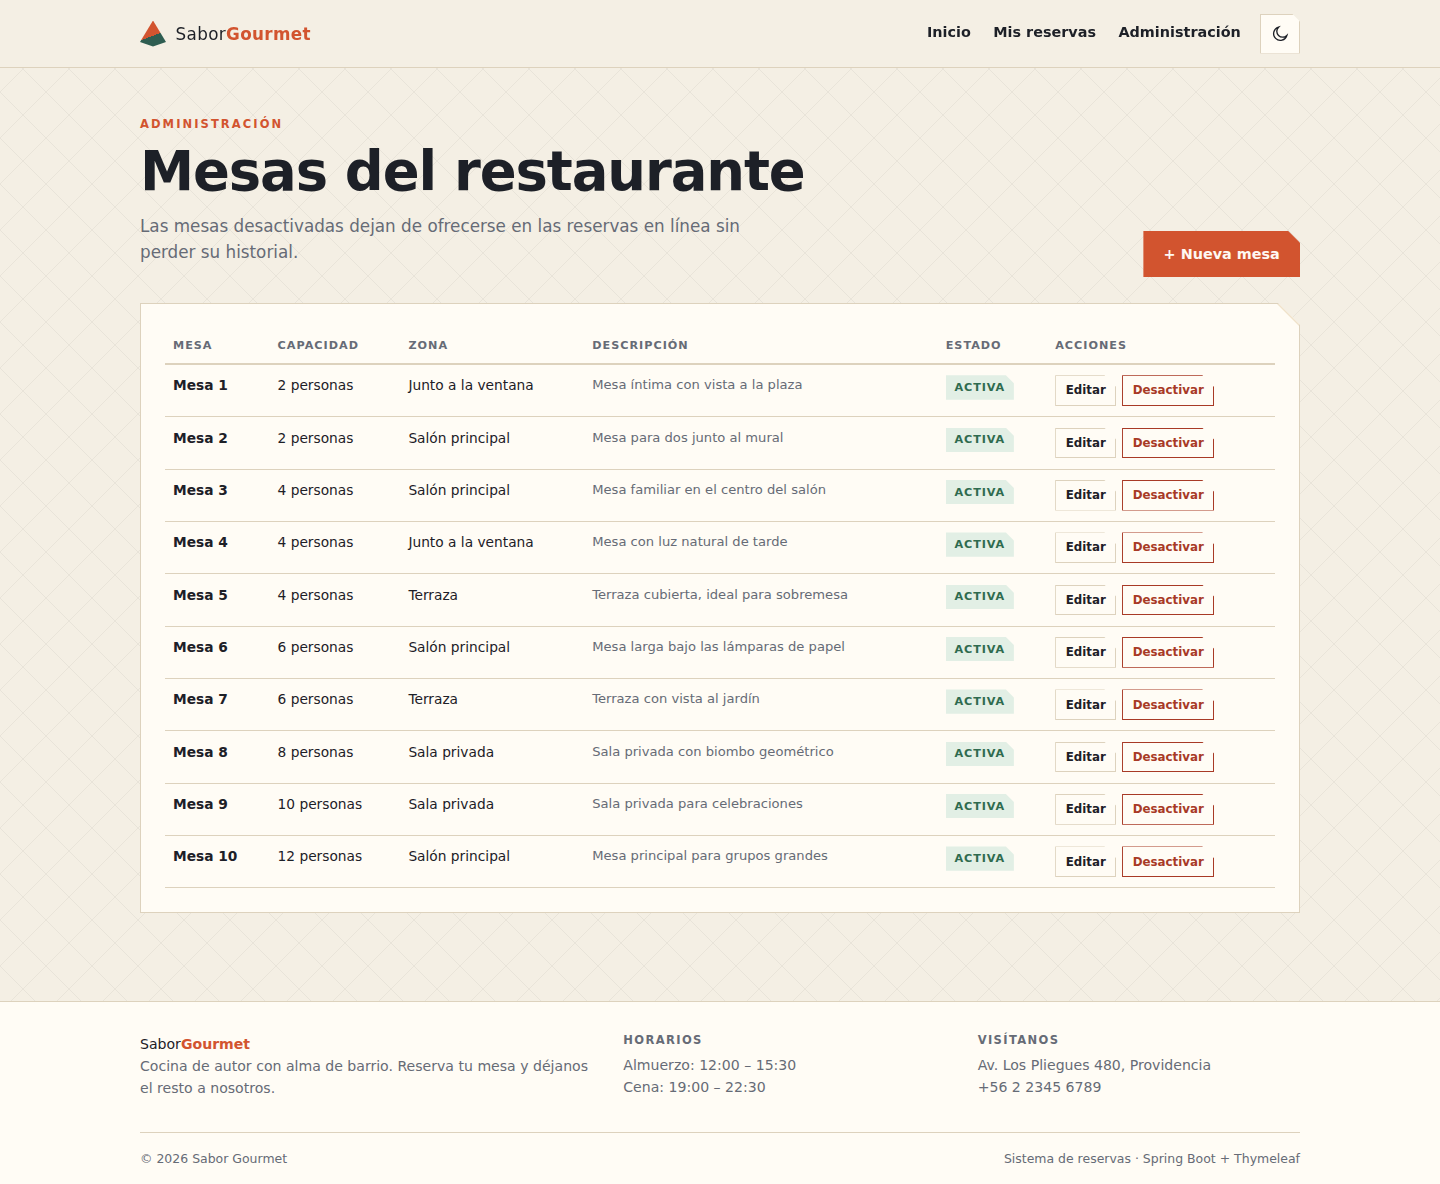 SaborGourmet
Inicio Mis reservas Administración
ADMINISTRACIÓN
Mesas del restaurante
Las mesas desactivadas dejan de ofrecerse en las reservas en línea sin
perder su historial.
+ Nueva mesa
MESA CAPACIDAD ZONA DESCRIPCIÓN ESTADO ACCIONES
Mesa 1 2 personas Junto a la ventana Mesa íntima con vista a la plaza ACTIVA Editar Desactivar
Mesa 2 2 personas Salón principal Mesa para dos junto al mural ACTIVA Editar Desactivar
Mesa 3 4 personas Salón principal Mesa familiar en el centro del salón ACTIVA Editar Desactivar
Mesa 4 4 personas Junto a la ventana Mesa con luz natural de tarde ACTIVA Editar Desactivar
Mesa 5 4 personas Terraza Terraza cubierta, ideal para sobremesa ACTIVA Editar Desactivar
Mesa 6 6 personas Salón principal Mesa larga bajo las lámparas de papel ACTIVA Editar Desactivar
Mesa 7 6 personas Terraza Terraza con vista al jardín ACTIVA Editar Desactivar
Mesa 8 8 personas Sala privada Sala privada con biombo geométrico ACTIVA Editar Desactivar
Mesa 9 10 personas Sala privada Sala privada para celebraciones ACTIVA Editar Desactivar
Mesa 10 12 personas Salón principal Mesa principal para grupos grandes ACTIVA Editar Desactivar
SaborGourmet
Cocina de autor con alma de barrio. Reserva tu mesa y déjanos
el resto a nosotros.
HORARIOS
Almuerzo: 12:00 – 15:30
Cena: 19:00 – 22:30
VISÍTANOS
Av. Los Pliegues 480, Providencia
+56 2 2345 6789
© 2026 Sabor Gourmet
Sistema de reservas · Spring Boot + Thymeleaf